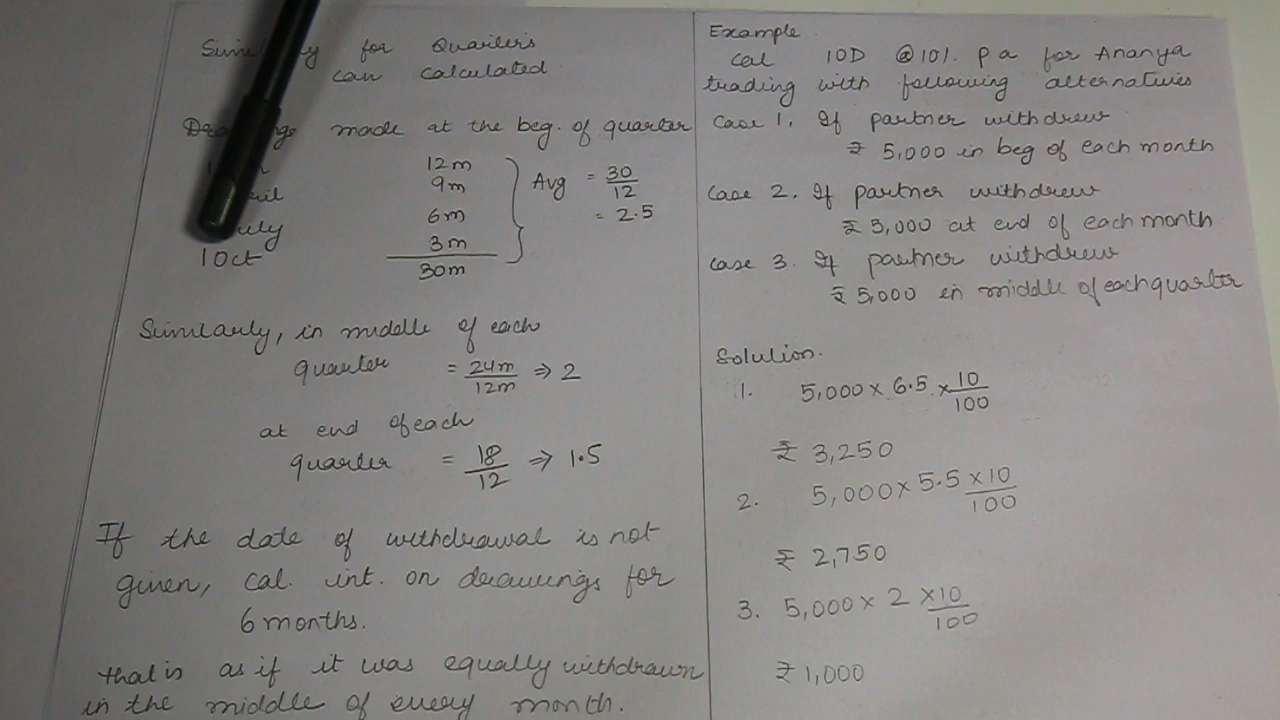 for Quarters
can calculated
made at the beg. of quarter
12m
9m
6m
1 Oct 3m
30m
Avg = 30/12
= 2.5
Similarly, in middle of each
quarter = 24m/12m ⇒ 2
at end of each
quarter = 18/12 ⇒ 1.5
If the date of withdrawal is not
given, cal. int. on drawings for
6 months.
that is as if it was equally withdrawn
in the middle of every month.
Example
Cal IOD @ 10%. p a for Ananya
trading with following alternatives
Case 1. If partner withdrew
₹ 5,000 in beg of each month
Case 2. If partner withdrew
₹ 5,000 at end of each month
Case 3. If partner withdrew
₹ 5,000 in middle of each quarter
Solution.
1. 5,000 x 6.5 x 10/100
₹ 3,250
2. 5,000 x 5.5 x 10/100
₹ 2,750
3. 5,000 x 2 x 10/100
₹ 1,000